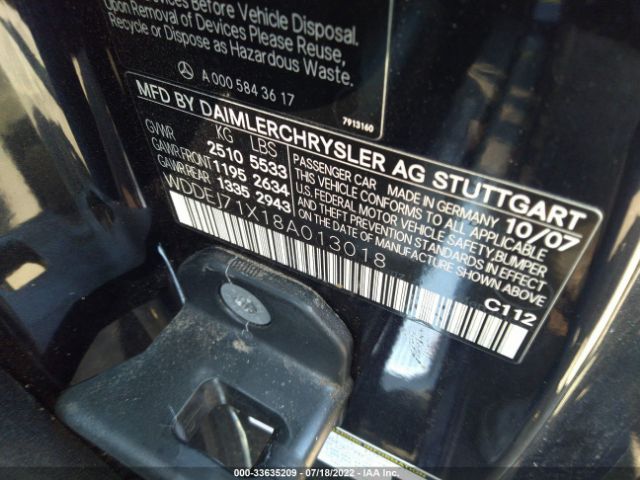 Devices Before Vehicle Disposal.
Upon Removal of Devices Please Reuse,
Recycle or Dispose as Hazardous Waste.
A 000 584 36 17
7913160
MFD BY DAIMLERCHRYSLER AG STUTTGART
KG LBS
GVWR 2510 5533
GAWR FRONT 1195 2634
GAWR REAR 1335 2943
PASSENGER CAR MADE IN GERMANY 10/07
THIS VEHICLE CONFORMS TO ALL APPLICABLE
U.S. FEDERAL MOTOR VEHICLE SAFETY, BUMPER
AND THEFT PREVENTION STANDARDS IN EFFECT
ON THE DATE OF MANUFACTURE SHOWN ABOVE
WDDEJ71X18A013018
C112
000-33635209 - 07/18/2022 - IAA Inc.